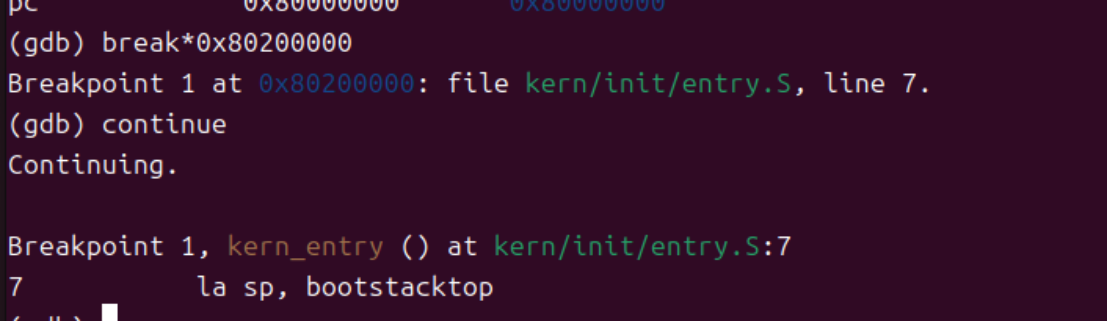 pc 0x80000000 0x80000000
(gdb) break*0x80200000
Breakpoint 1 at 0x80200000: file kern/init/entry.S, line 7.
(gdb) continue
Continuing.
Breakpoint 1, kern_entry () at kern/init/entry.S:7
7 la sp, bootstacktop
(gdb)